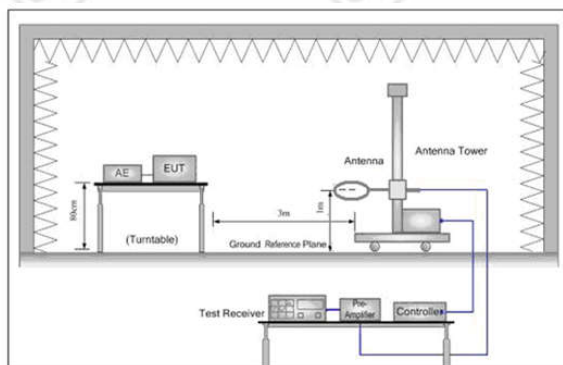 Antenna Tower
Antenna
AE
EUT
80cm
3m
1m
(Turntable)
Ground Reference Plane
Test Receiver
Pre-
Amplifier
Controller